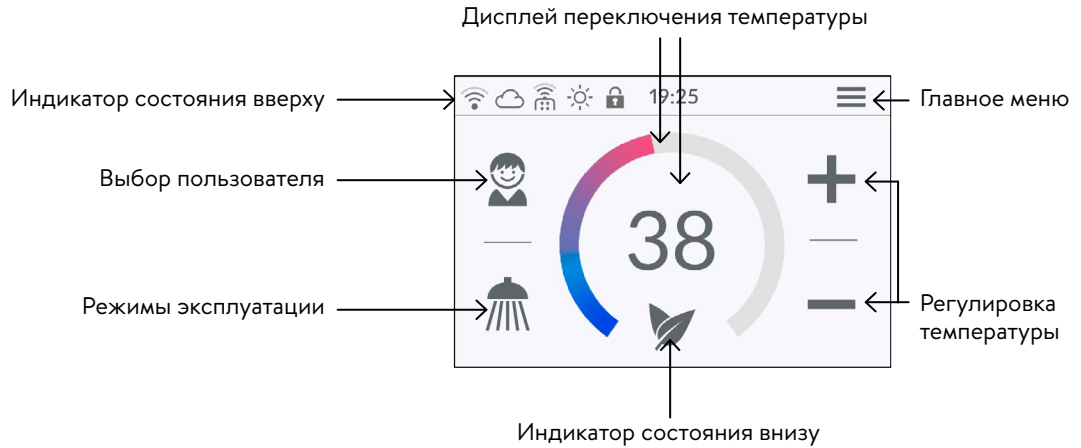 Дисплей переключения температуры
Индикатор состояния вверху
19:25
Главное меню
Выбор пользователя
38
Режимы эксплуатации
Регулировка
температуры
Индикатор состояния внизу